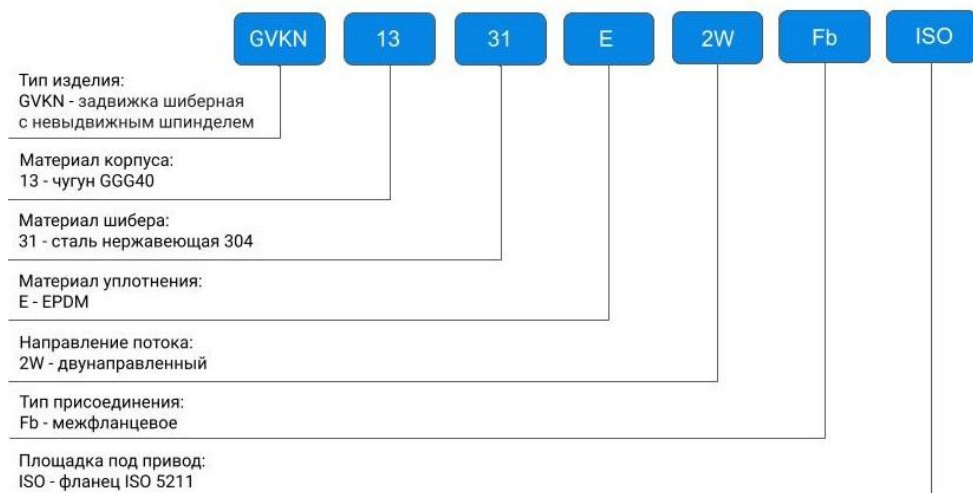 GVKN 13 31 E 2W Fb ISO
Тип изделия:
GVKN - задвижка шиберная
с невыдвижным шпинделем
Материал корпуса:
13 - чугун GGG40
Материал шибера:
31 - сталь нержавеющая 304
Материал уплотнения:
E - EPDM
Направление потока:
2W - двунаправленный
Тип присоединения:
Fb - межфланцевое
Площадка под привод:
ISO - фланец ISO 5211